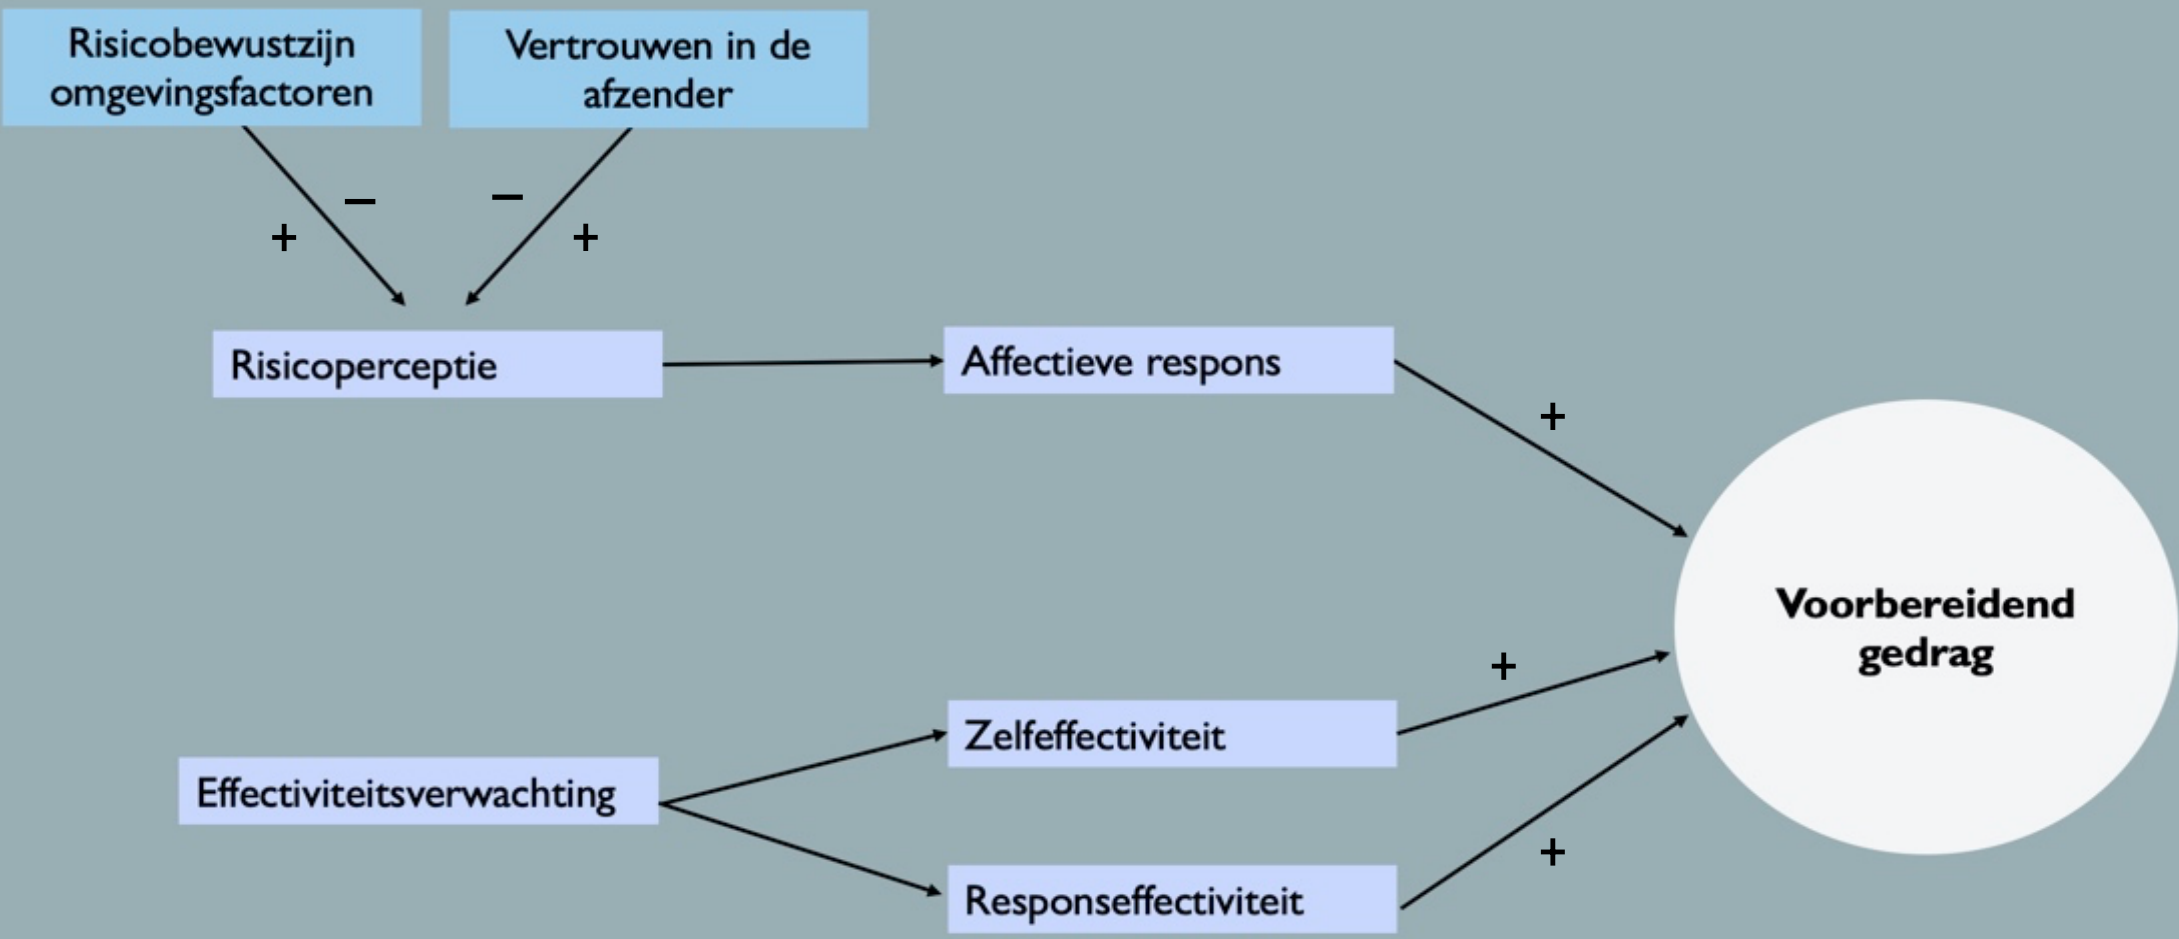 Risicobewustzijn
omgevingsfactoren
Vertrouwen in de
afzender
–
–
+
+
Risicoperceptie
Affectieve respons
+
Voorbereidend
gedrag
+
Zelfeffectiviteit
Effectiviteitsverwachting
+
Responseffectiviteit